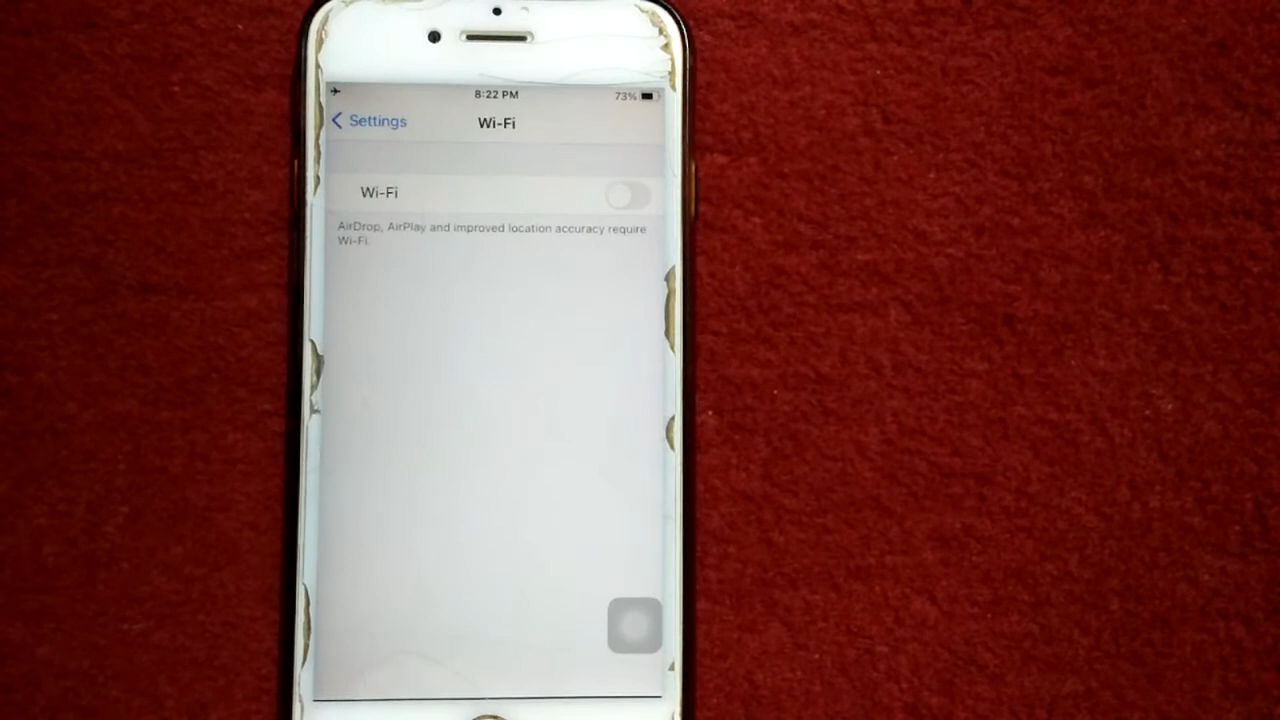 8:22 PM
73%
Settings
Wi-Fi
Wi-Fi
AirDrop, AirPlay and improved location accuracy require
Wi-Fi.